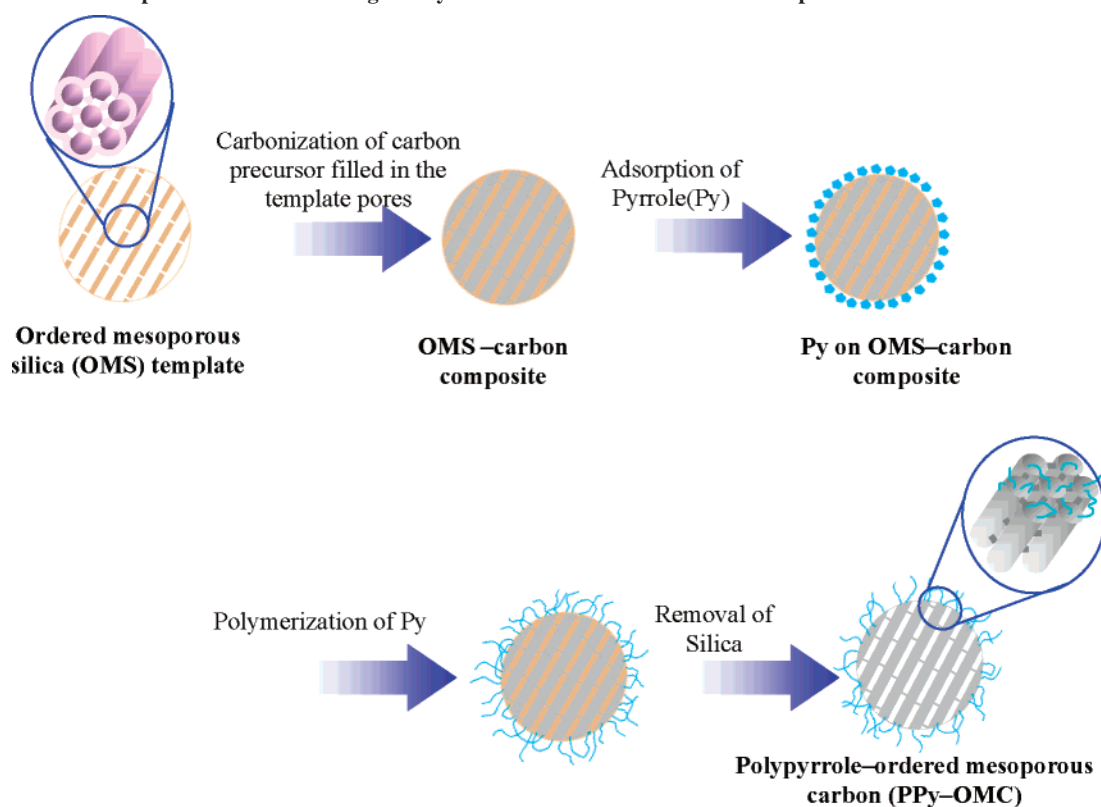 Carbonization of carbon
precursor filled in the
template pores
Adsorption of
Pyrrole(Py)
Ordered mesoporous
silica (OMS) template
OMS –carbon
composite
Py on OMS–carbon
composite
Polymerization of Py
Removal of
Silica
Polypyrrole–ordered mesoporous
carbon (PPy–OMC)